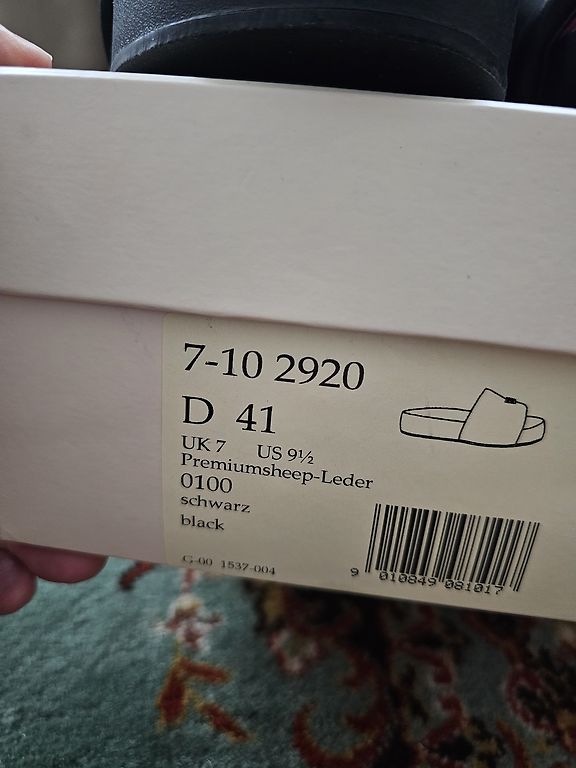 7-10 2920
D 41
UK 7 US 9½
Premiumsheep-Leder
0100
schwarz
black
G-00 1537-004
9 010849 081017